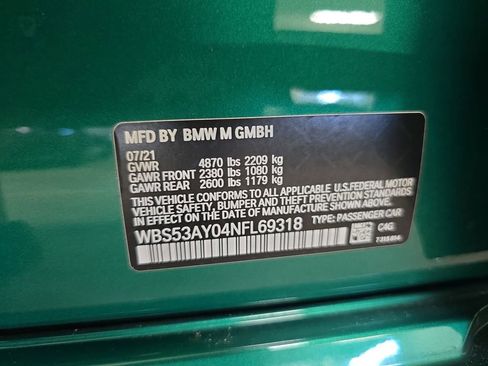 MFD BY BMW M GMBH
07/21
GVWR 4870 lbs 2209 kg
GAWR FRONT 2380 lbs 1080 kg
GAWR REAR 2600 lbs 1179 kg
THIS VEHICLE CONFORMS TO ALL APPLICABLE U.S.FEDERAL MOTOR
VEHICLE SAFETY, BUMPER, AND THEFT PREVENTION STANDARDS
IN EFFECT ON THE DATE OF MANUFACTURE SHOWN ABOVE.
WBS53AY04NFL69318 TYPE: PASSENGER CAR
C4G